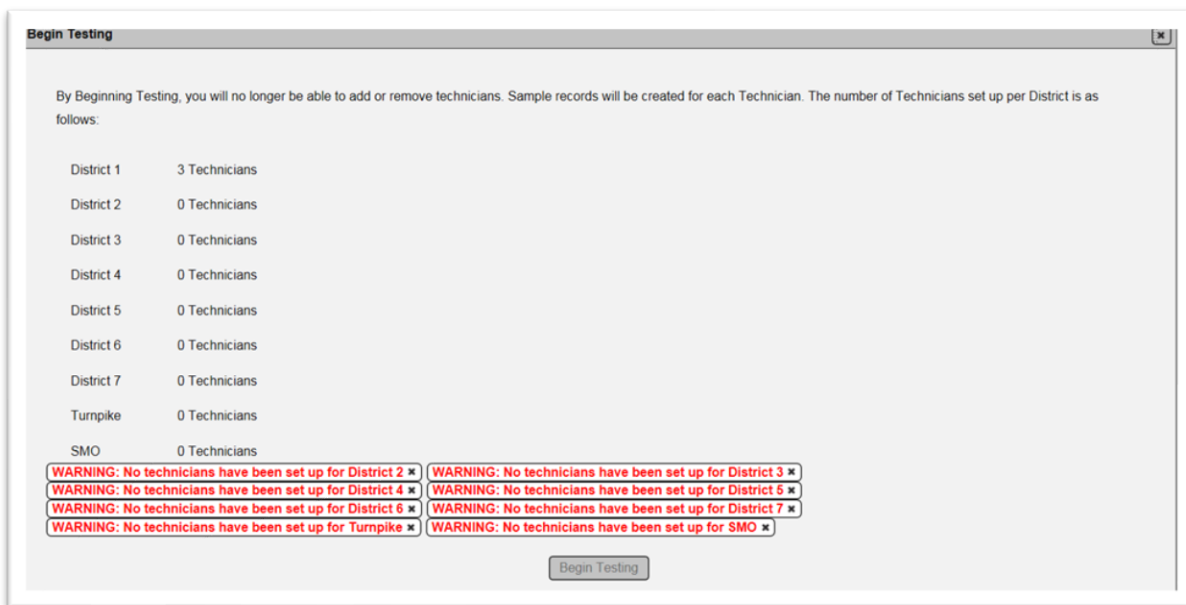 Begin Testing
By Beginning Testing, you will no longer be able to add or remove technicians. Sample records will be created for each Technician. The number of Technicians set up per District is as
follows:
District 1 3 Technicians
District 2 0 Technicians
District 3 0 Technicians
District 4 0 Technicians
District 5 0 Technicians
District 6 0 Technicians
District 7 0 Technicians
Turnpike 0 Technicians
SMO 0 Technicians
WARNING: No technicians have been set up for District 2 × WARNING: No technicians have been set up for District 3 ×
WARNING: No technicians have been set up for District 4 × WARNING: No technicians have been set up for District 5 ×
WARNING: No technicians have been set up for District 6 × WARNING: No technicians have been set up for District 7 ×
WARNING: No technicians have been set up for Turnpike × WARNING: No technicians have been set up for SMO ×
Begin Testing